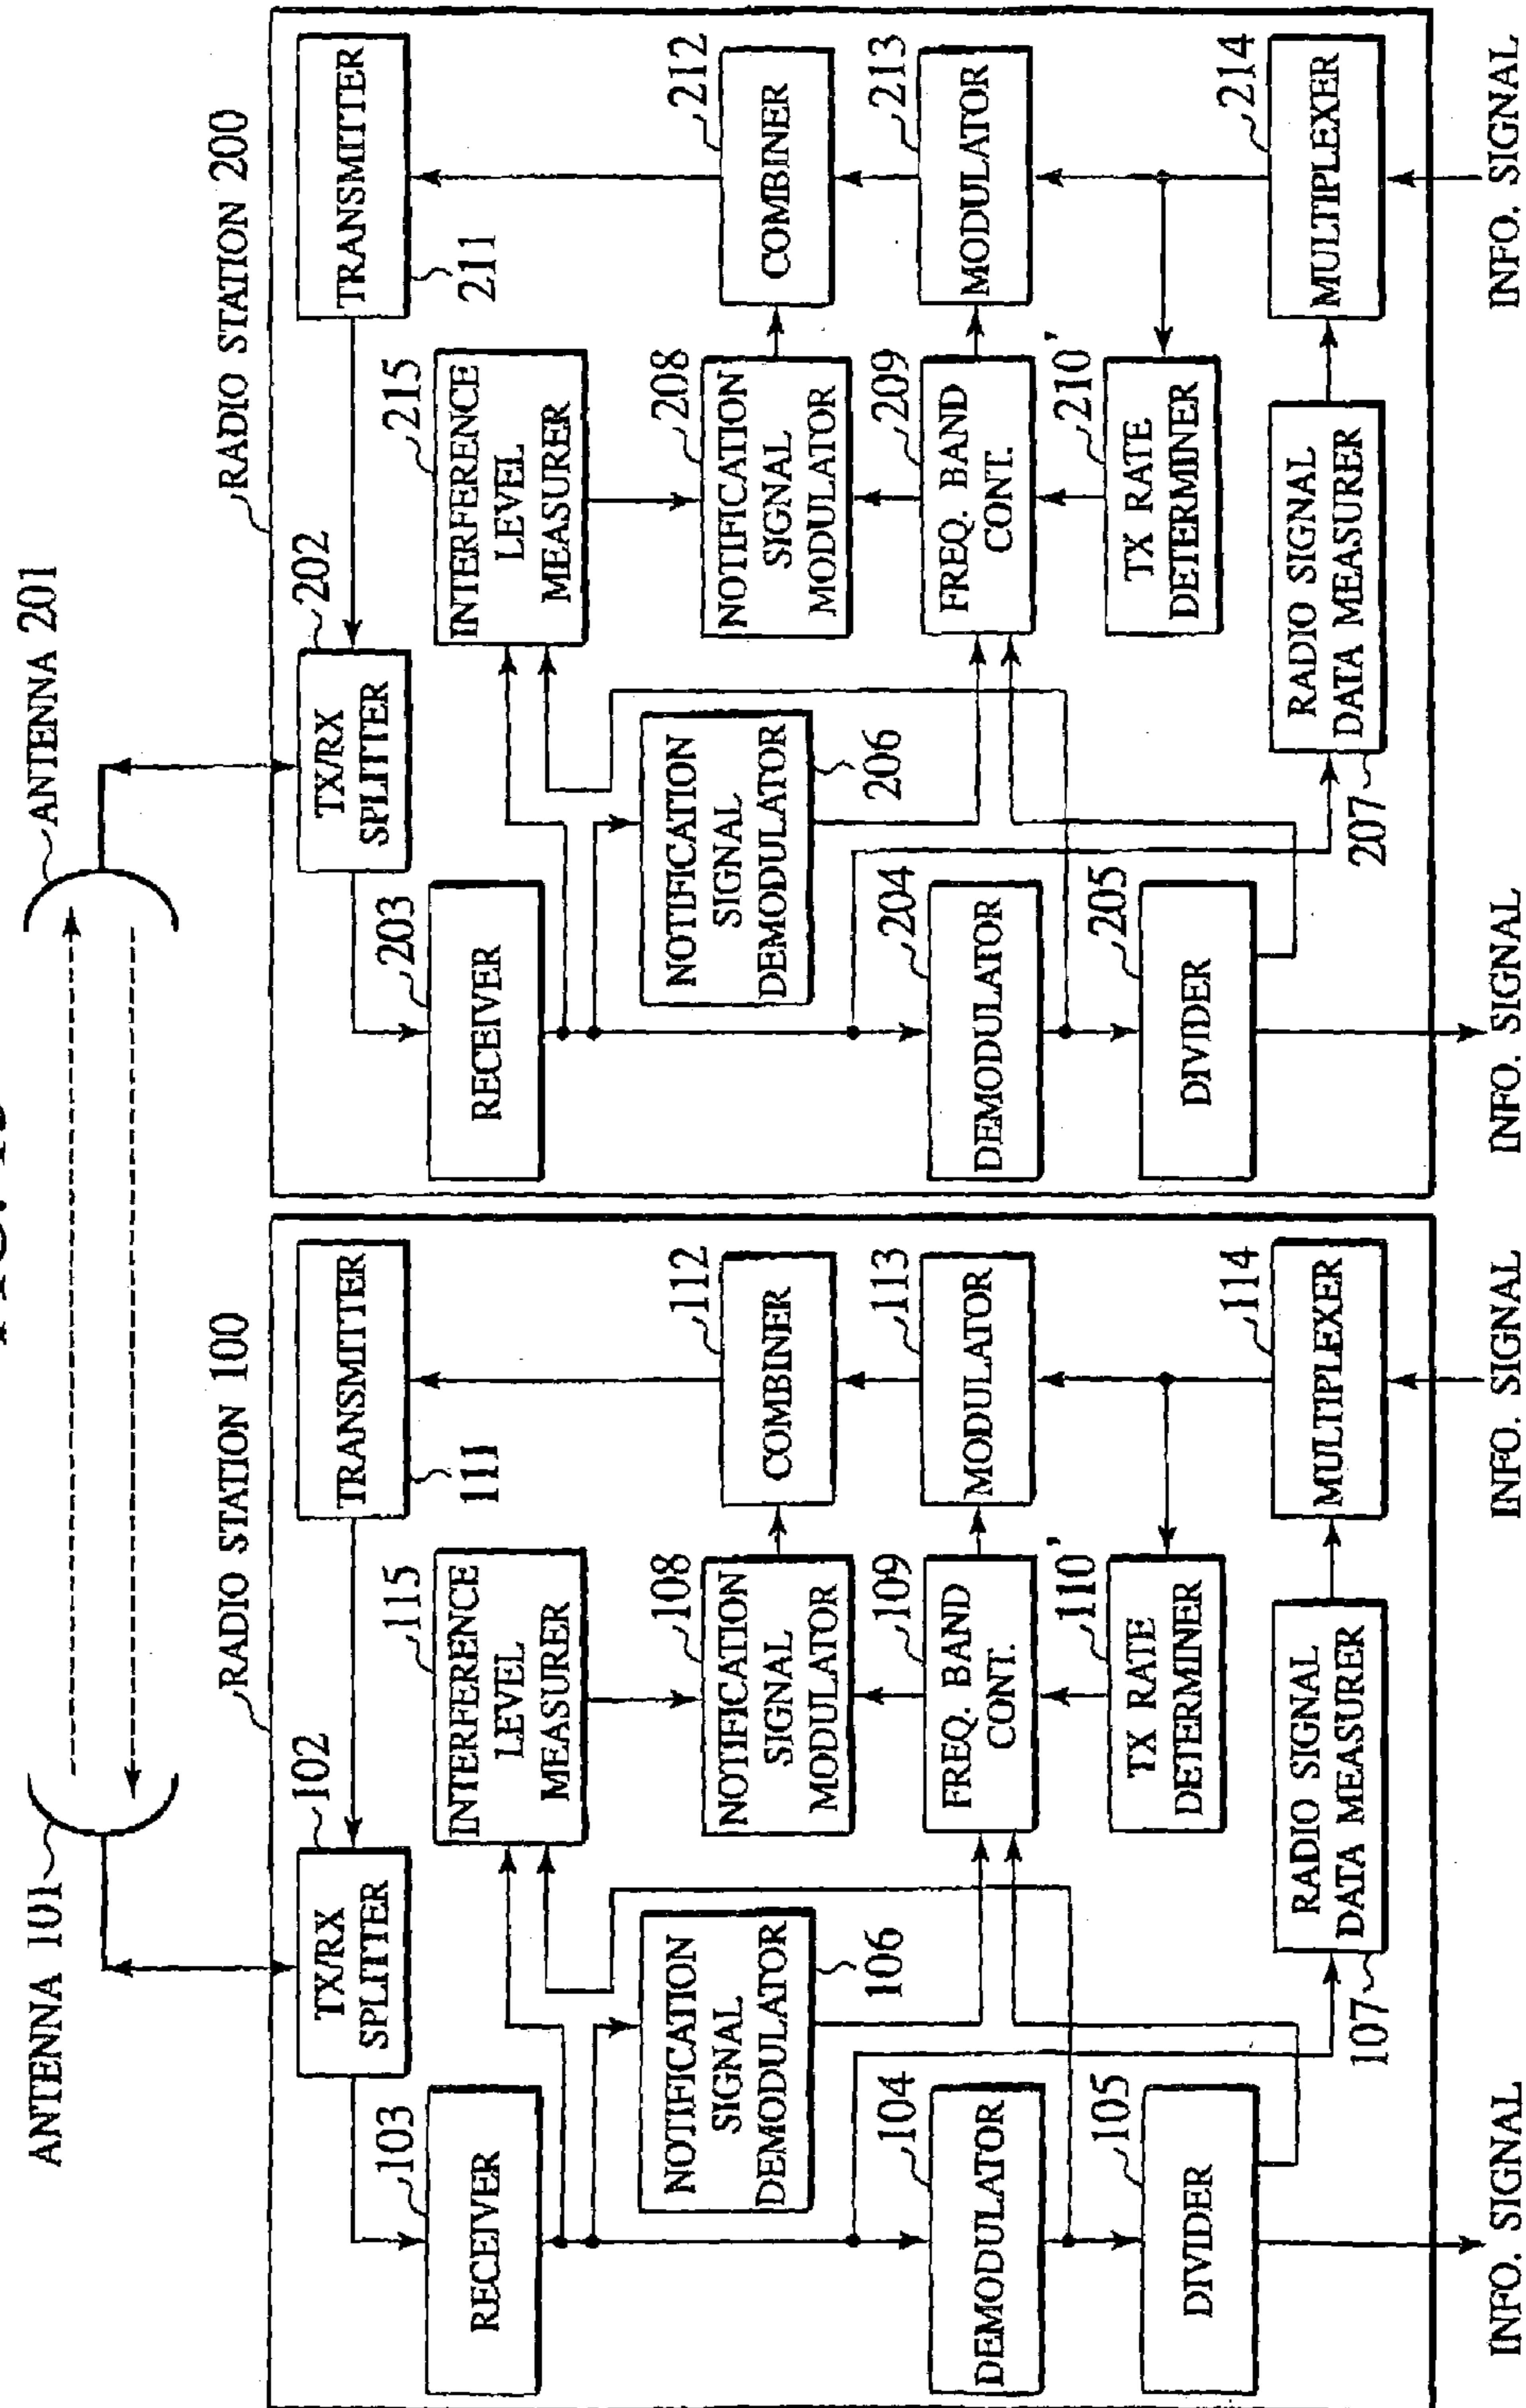 ANTENNA 101
ANTENNA 201
RADIO STATION 100
TX/RX
SPLITTER
102
TRANSMITTER
111
RECEIVER
103
INTERFERENCE
LEVEL
MEASURER
115
NOTIFICATION
SIGNAL
DEMODULATOR
106
NOTIFICATION
SIGNAL
MODULATOR
108
COMBINER
112
DEMODULATOR
104
FREQ. BAND
CONT.
109
MODULATOR
113
DIVIDER
105
TX RATE
DETERMINER
110'
RADIO SIGNAL
DATA MEASURER
107
MULTIPLEXER
114
INFO. SIGNAL
INFO. SIGNAL
RADIO STATION 200
TX/RX
SPLITTER
202
TRANSMITTER
211
RECEIVER
203
INTERFERENCE
LEVEL
MEASURER
215
NOTIFICATION
SIGNAL
DEMODULATOR
206
NOTIFICATION
SIGNAL
MODULATOR
208
COMBINER
212
DEMODULATOR
204
FREQ. BAND
CONT.
209
MODULATOR
213
DIVIDER
205
TX RATE
DETERMINER
210'
RADIO SIGNAL
DATA MEASURER
207
MULTIPLEXER
214
INFO. SIGNAL
INFO. SIGNAL